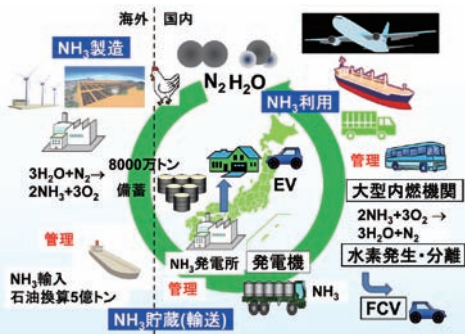 海外
国内
NH₃製造
N₂ H₂O
NH₃利用
3H₂O+N₂→
2NH₃+3O₂
8000万トン
備蓄
EV
管理
大型内燃機関
2NH₃+3O₂→
3H₂O+N₂
水素発生・分離
FCV
管理
NH₃輸入
石油換算5億トン
NH₃発電所
発電機
管理
NH₃
NH₃貯蔵(輸送)